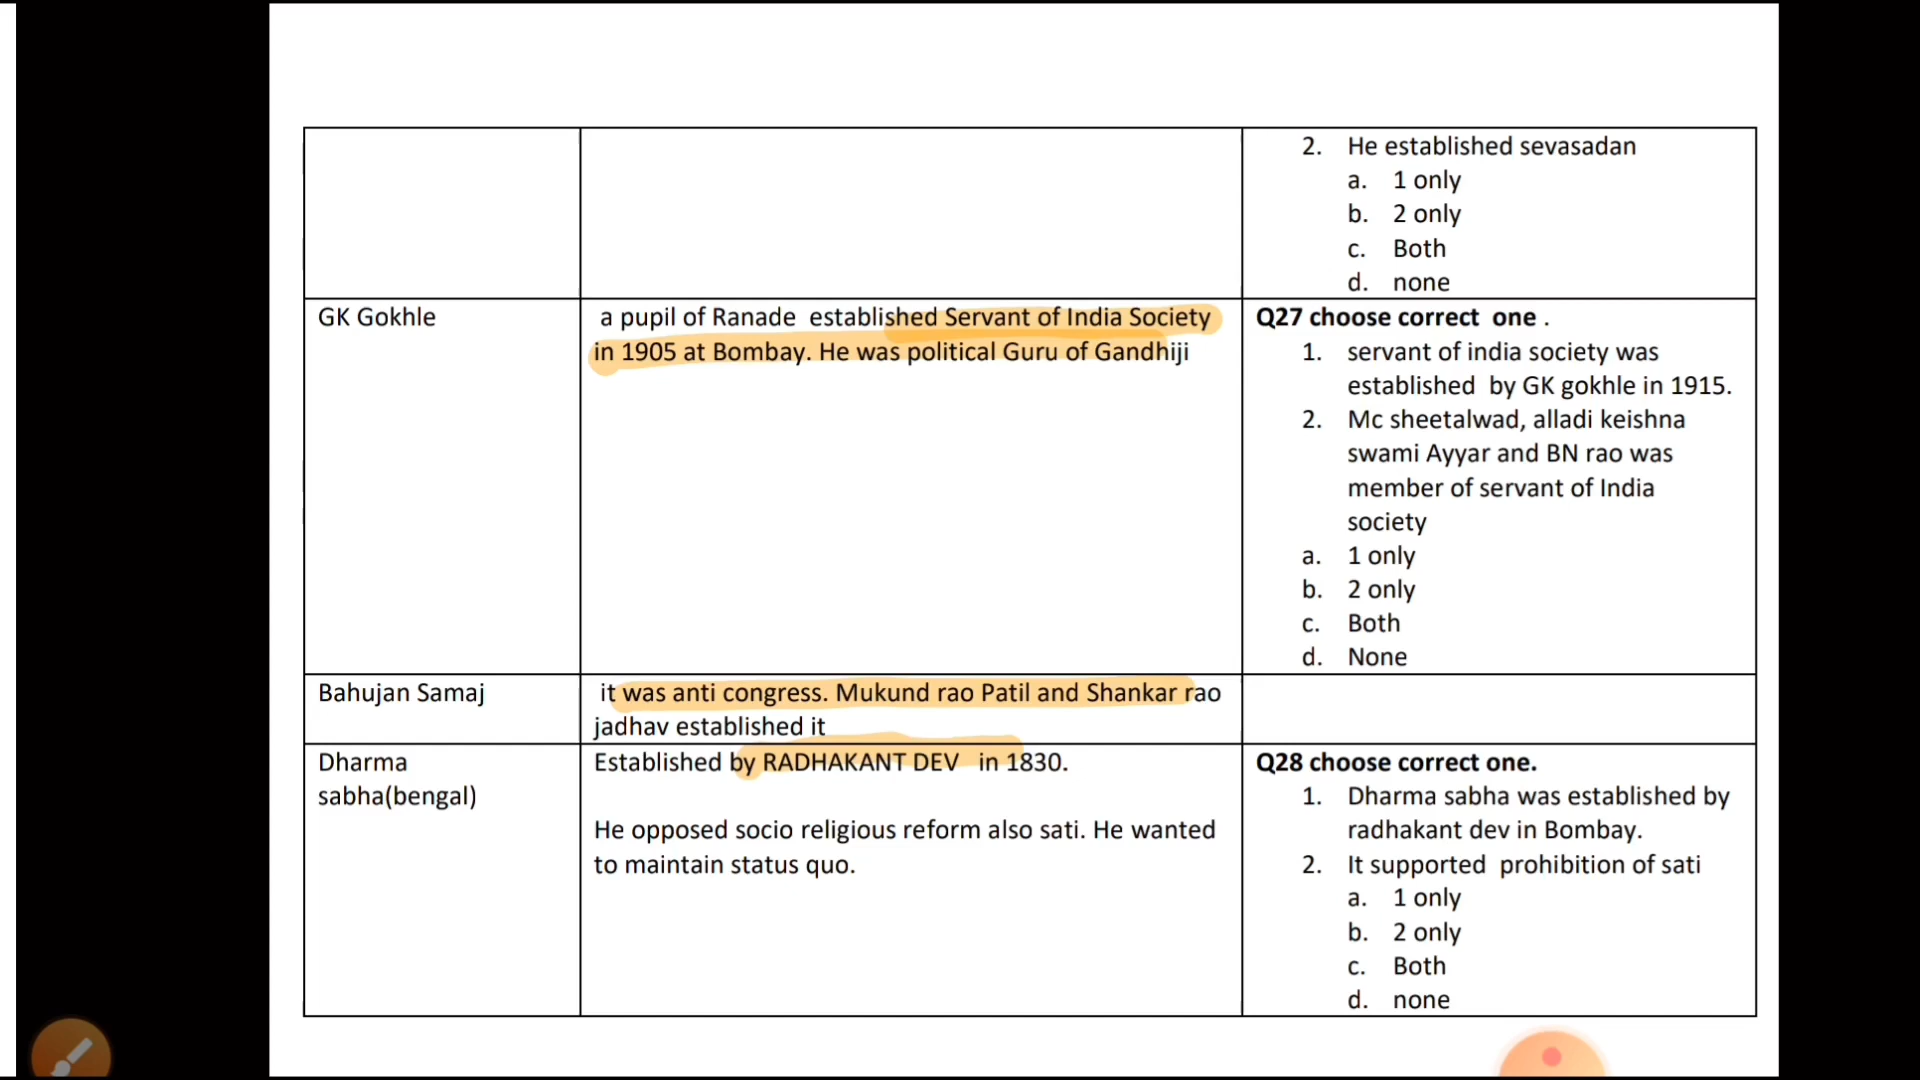 2. He established sevasadan
a. 1 only
b. 2 only
c. Both
d. none
GK Gokhle
a pupil of Ranade established Servant of India Society
in 1905 at Bombay. He was political Guru of Gandhiji
Q27 choose correct one .
1. servant of india society was
established by GK gokhle in 1915.
2. Mc sheetalwad, alladi keishna
swami Ayyar and BN rao was
member of servant of India
society
a. 1 only
b. 2 only
c. Both
d. None
Bahujan Samaj
it was anti congress. Mukund rao Patil and Shankar rao
jadhav established it
Dharma
sabha(bengal)
Established by RADHAKANT DEV in 1830.
He opposed socio religious reform also sati. He wanted
to maintain status quo.
Q28 choose correct one.
1. Dharma sabha was established by
radhakant dev in Bombay.
2. It supported prohibition of sati
a. 1 only
b. 2 only
c. Both
d. none